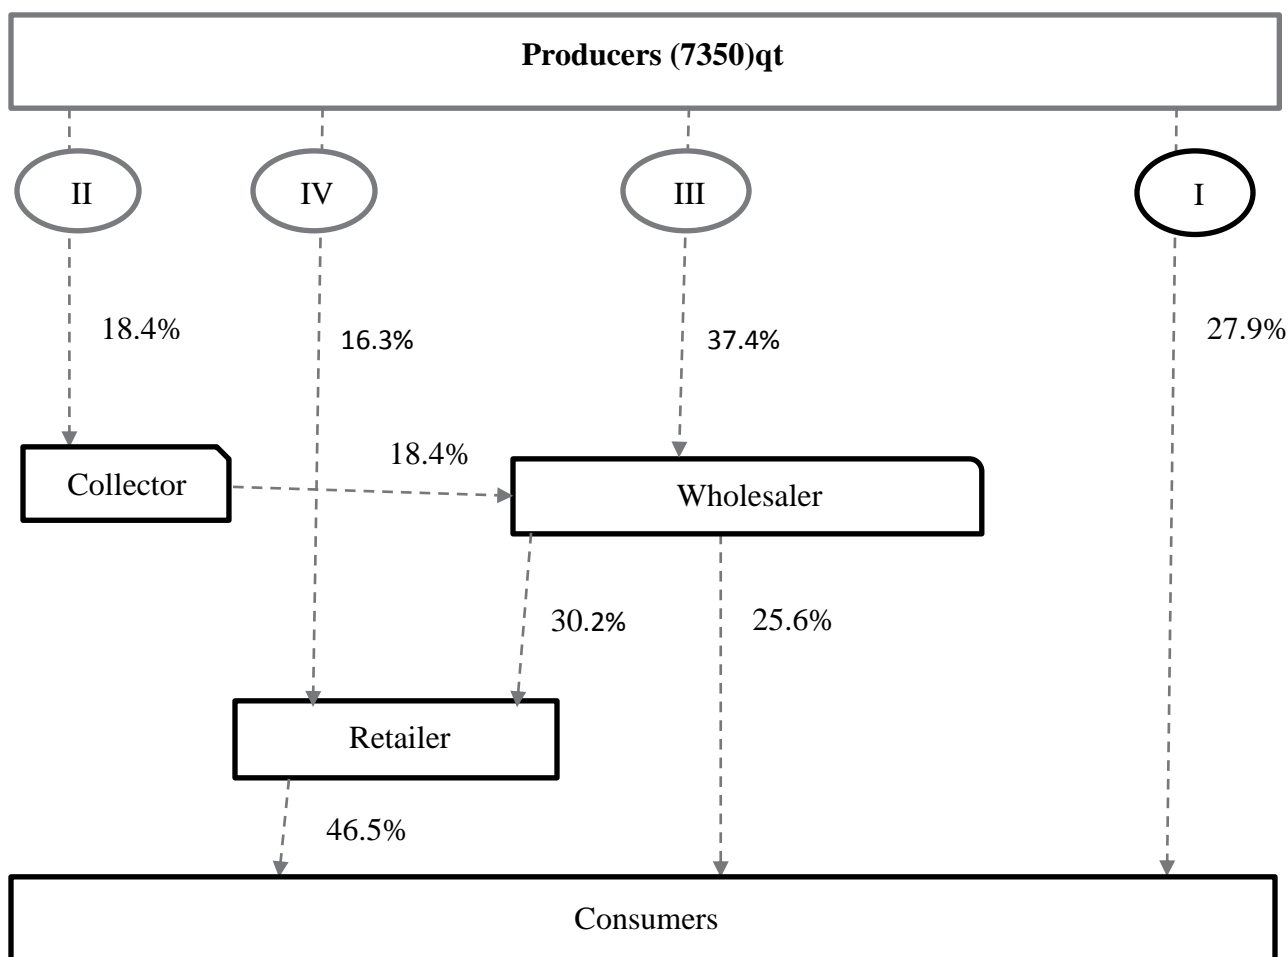 Producers (7350)qt
II
IV
III
I
18.4%
16.3%
37.4%
27.9%
Collector
18.4%
Wholesaler
30.2%
25.6%
Retailer
46.5%
Consumers